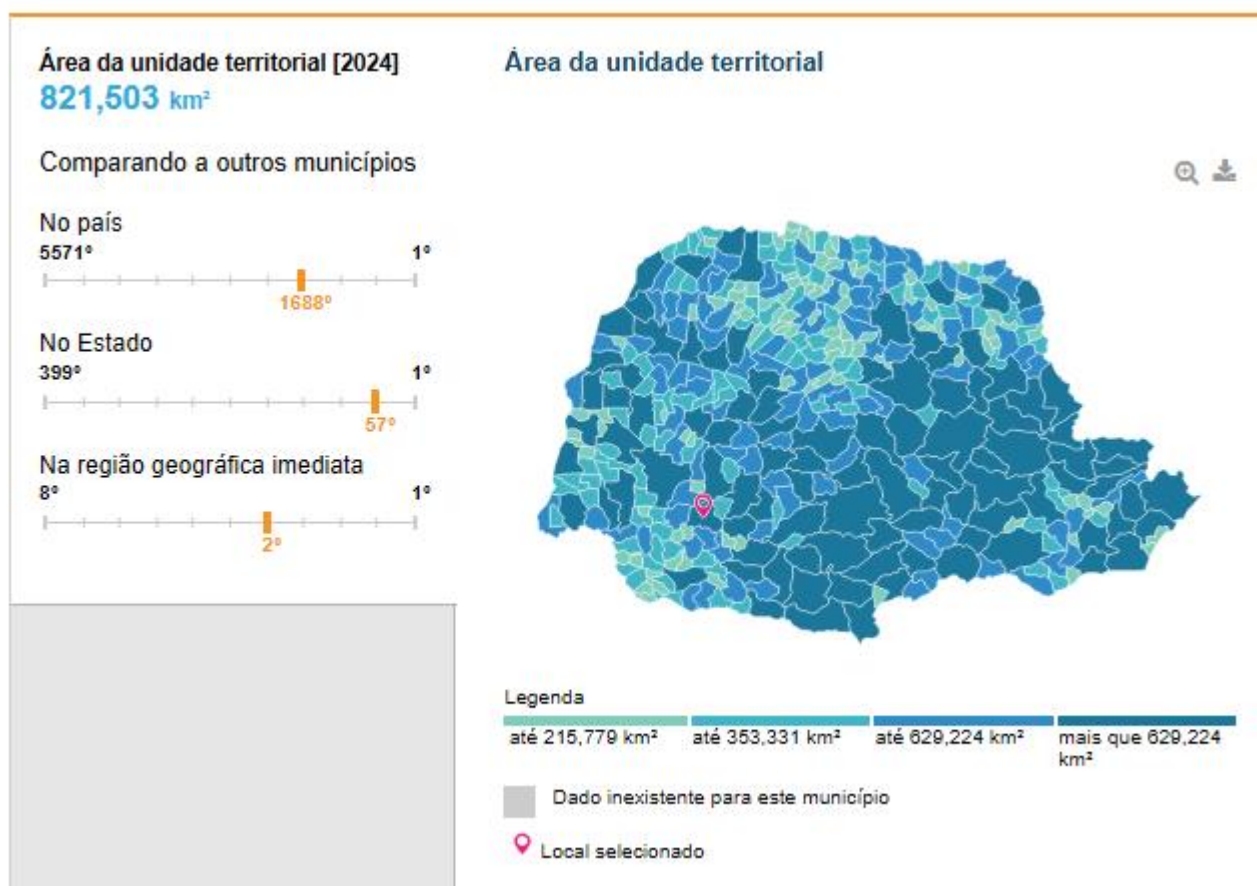 Área da unidade territorial [2024]
821,503 km²
Comparando a outros municípios
No país
5571º 1º
1688º
No Estado
399º 1º
57º
Na região geográfica imediata
8º 1º
2º
Área da unidade territorial
Legenda
até 215,779 km² até 353,331 km² até 629,224 km² mais que 629,224
km²
Dado inexistente para este município
Local selecionado